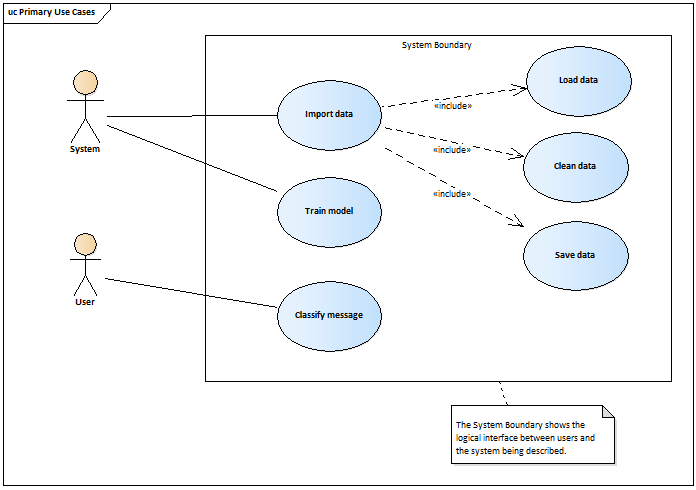 uc Primary Use Cases
System Boundary
System
Import data
«include»
Load data
«include»
Clean data
«include»
Train model
Save data
User
Classify message
The System Boundary shows the
logical interface between users and
the system being described.